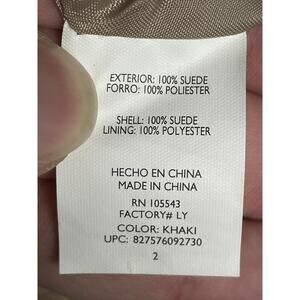 EXTERIOR: 100% SUEDE
FORRO: 100% POLIESTER
SHELL: 100% SUEDE
LINING: 100% POLYESTER
HECHO EN CHINA
MADE IN CHINA
RN 105543
FACTORY# LY
COLOR: KHAKI
UPC: 827576092730
2